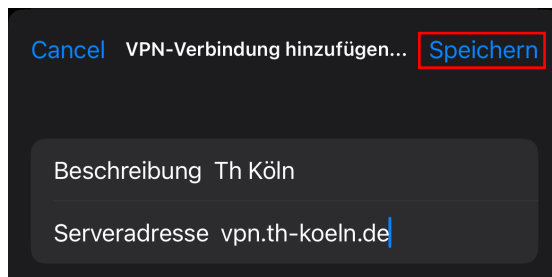 Cancel VPN-Verbindung hinzufügen... Speichern
Beschreibung Th Köln
Serveradresse vpn.th-koeln.de